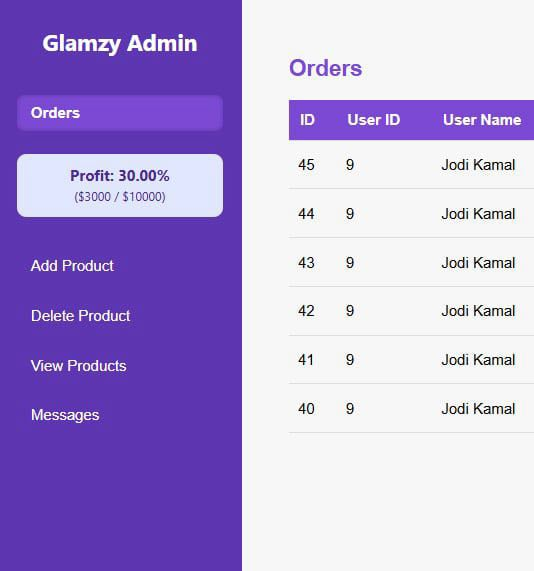 Glamzy Admin
Orders
Profit: 30.00%
($3000 / $10000)
Add Product
Delete Product
View Products
Messages
Orders
ID User ID User Name
45 9 Jodi Kamal
44 9 Jodi Kamal
43 9 Jodi Kamal
42 9 Jodi Kamal
41 9 Jodi Kamal
40 9 Jodi Kamal